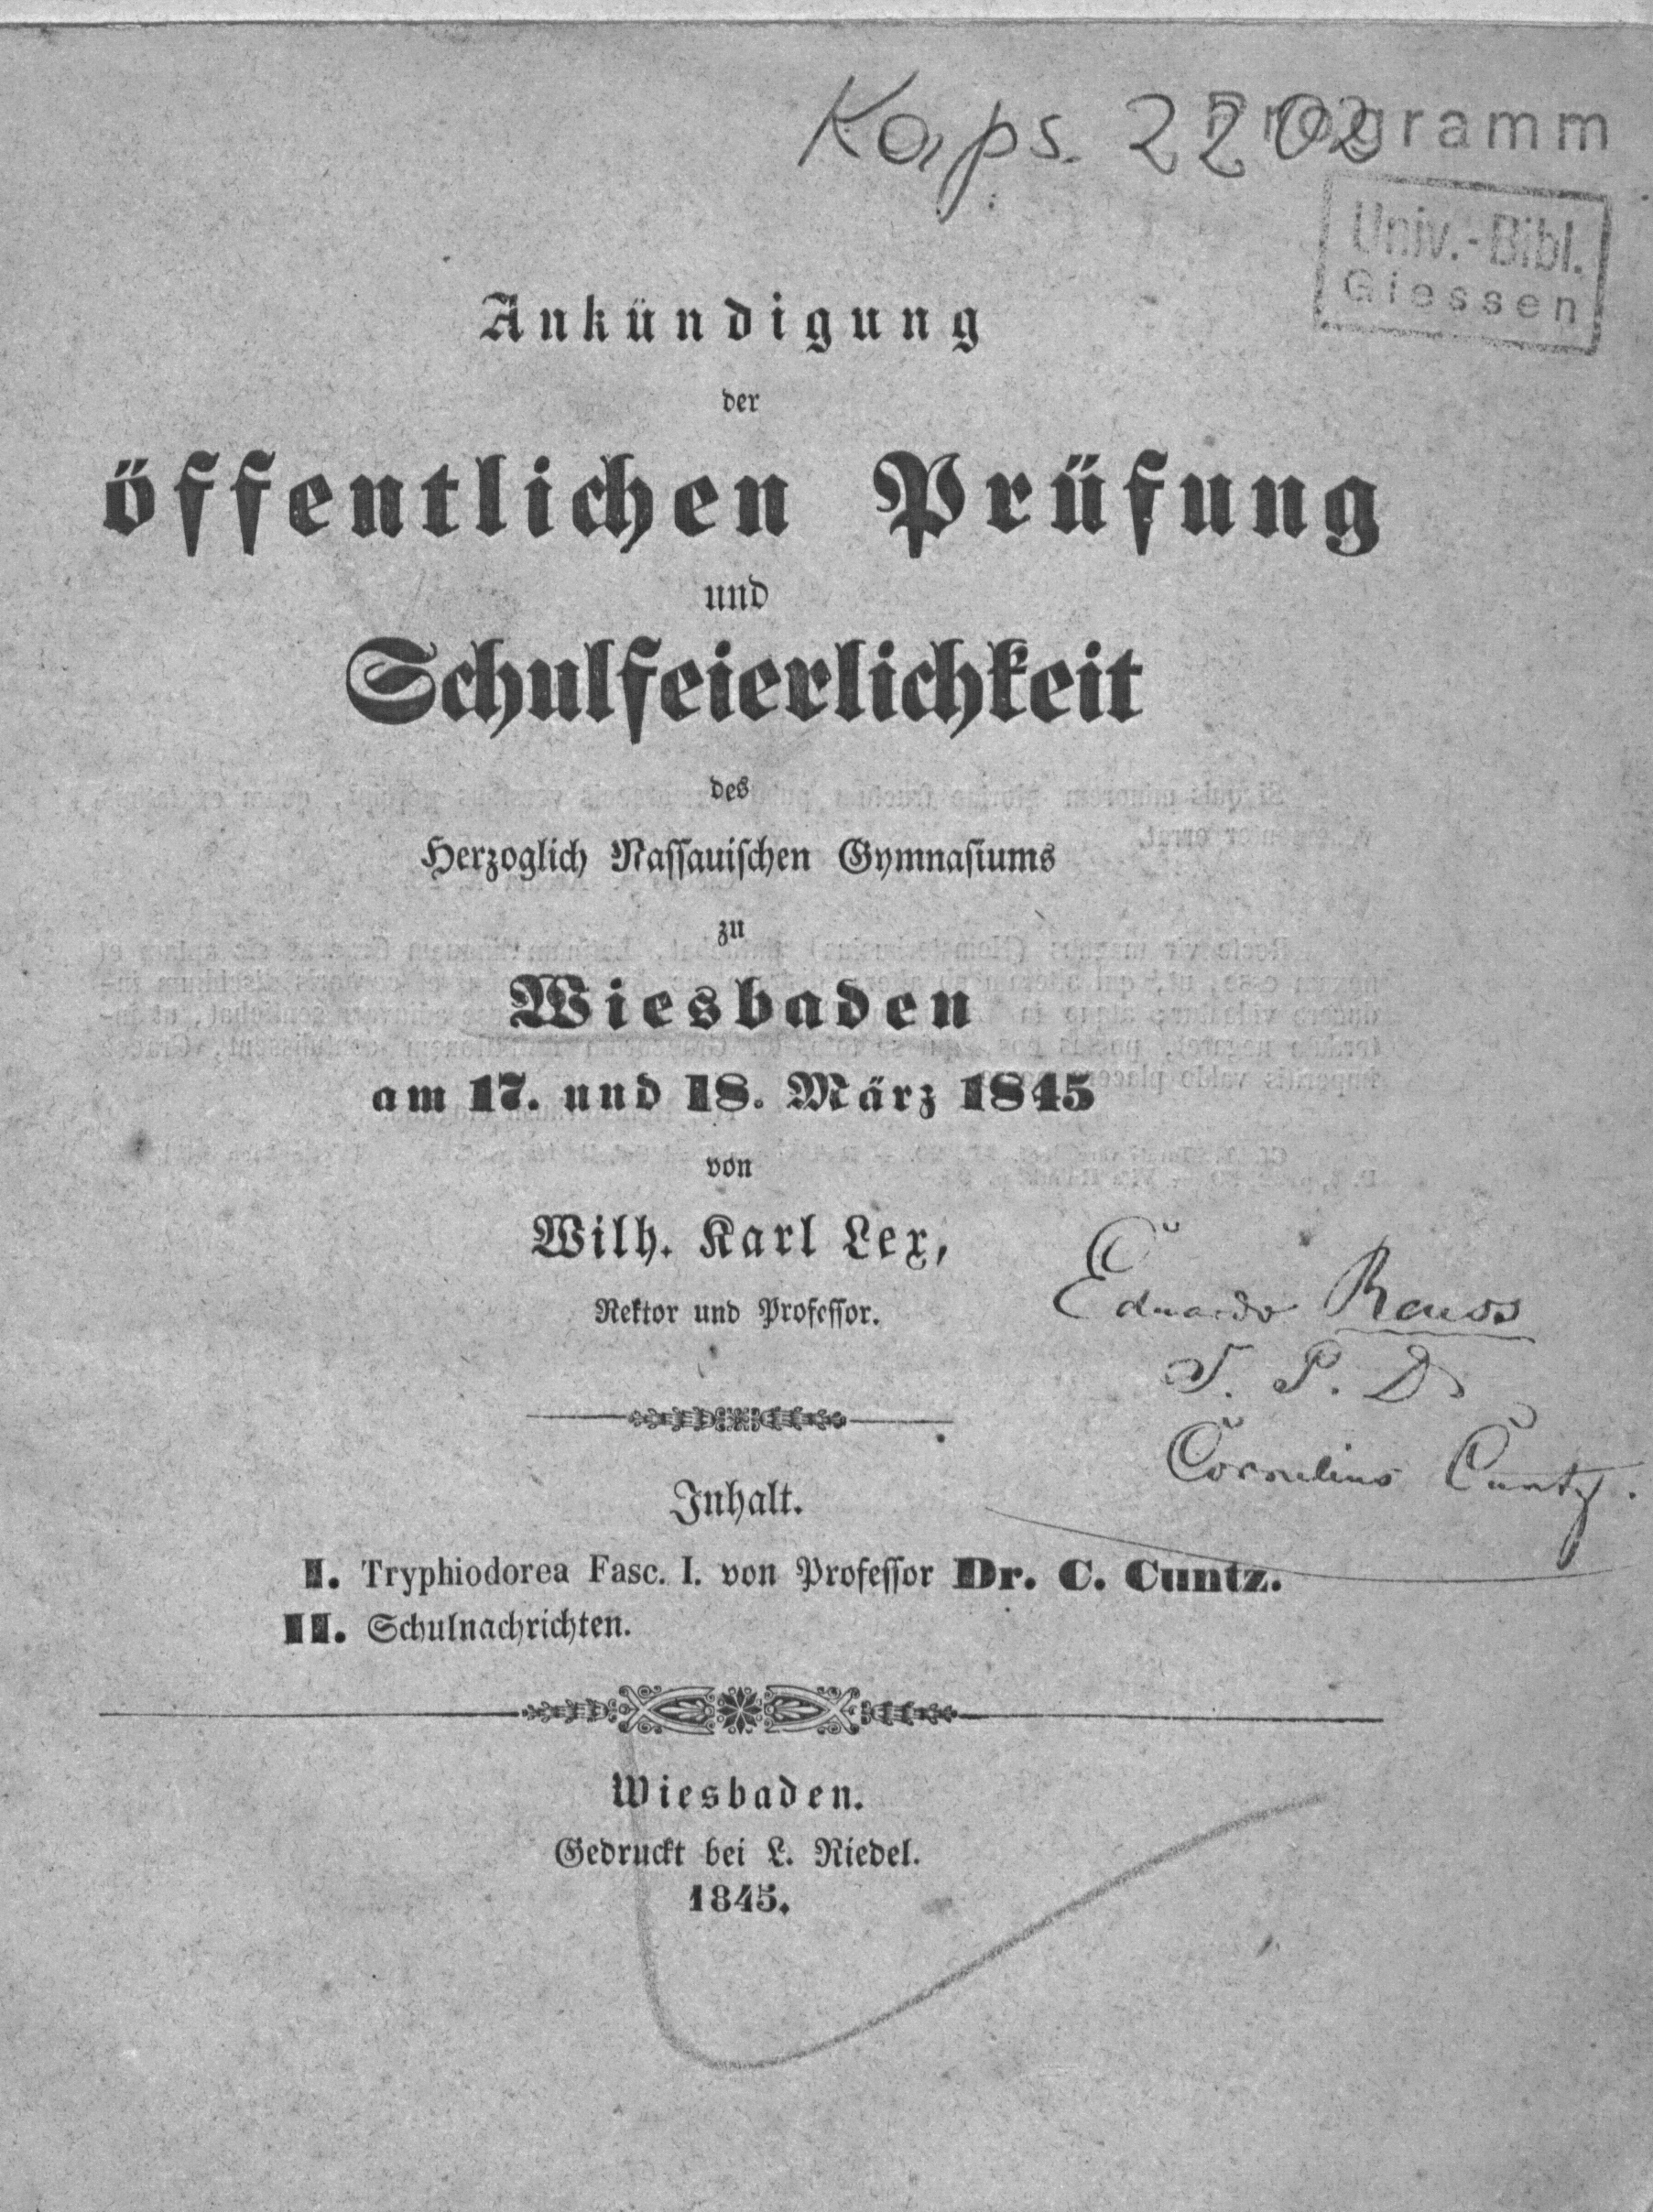 Kaps. 2202
Programm
Univ.-Bibl.
Giessen
Ankündigung
der
öffentlichen Prüfung
und
Schulfeierlichkeit
des
Herzoglich Nassauischen Gymnasiums
zu
Wiesbaden
am 17. und 18. März 1845
von
Wilh. Karl Lex,
Rektor und Professor.
Eduardo
S. P. D.
Cornelius Cuntz.
Inhalt.
I. Tryphiodorea Fasc. I. von Professor Dr. C. Cuntz.
II. Schulnachrichten.
Wiesbaden.
Gedruckt bei L. Riedel.
1845.